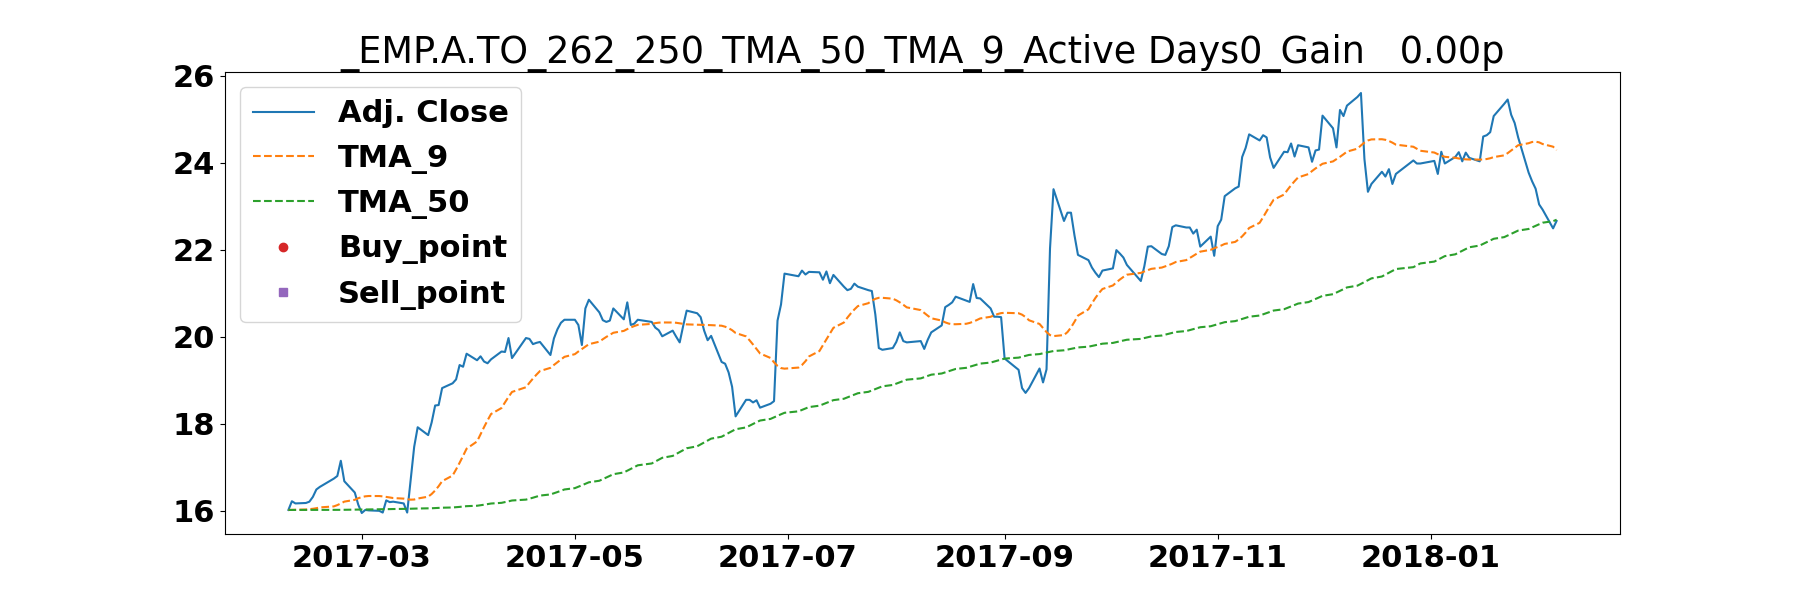 _EMP.A.TO_262_250_TMA_50_TMA_9_Active Days0_Gain   0.00p
26
24
22
20
18
16
Adj. Close
TMA_9
TMA_50
Buy_point
Sell_point
2017-03 2017-05 2017-07 2017-09 2017-11 2018-01